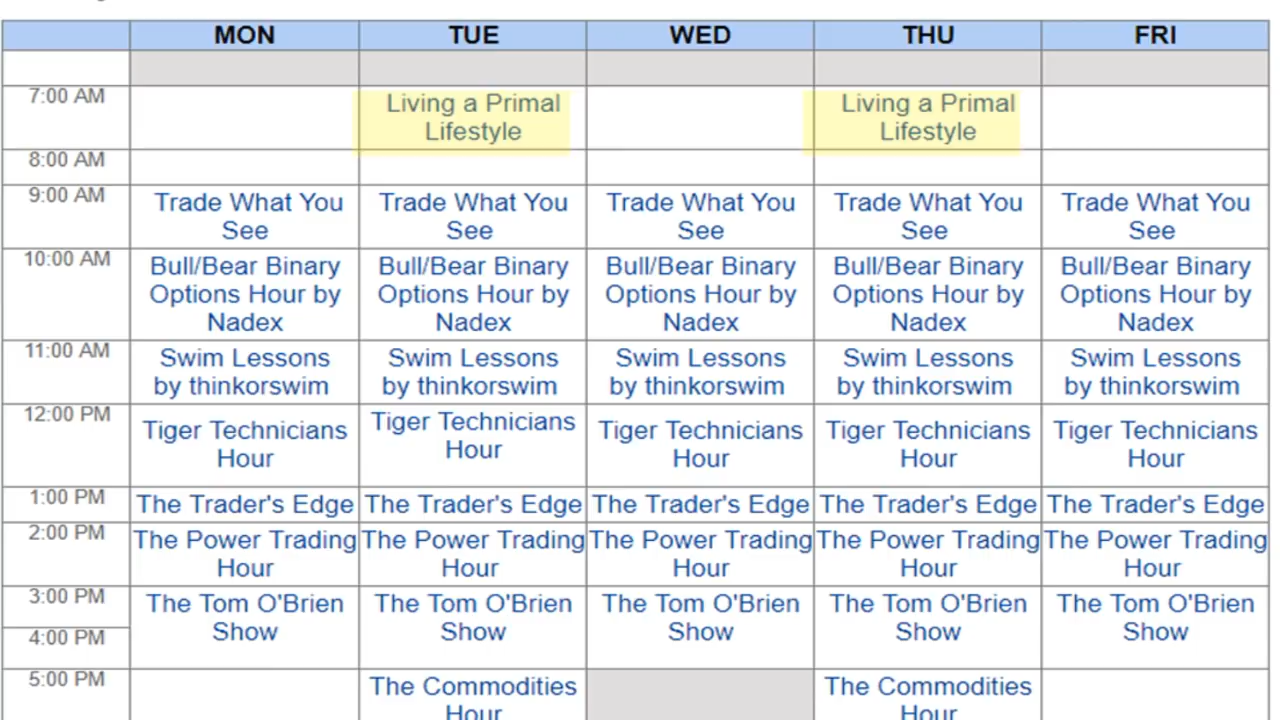 MON TUE WED THU FRI
7:00 AM
Living a Primal
Lifestyle
Living a Primal
Lifestyle
8:00 AM
9:00 AM
Trade What You
See
Trade What You
See
Trade What You
See
Trade What You
See
Trade What You
See
10:00 AM
Bull/Bear Binary
Options Hour by
Nadex
Bull/Bear Binary
Options Hour by
Nadex
Bull/Bear Binary
Options Hour by
Nadex
Bull/Bear Binary
Options Hour by
Nadex
Bull/Bear Binary
Options Hour by
Nadex
11:00 AM
Swim Lessons
by thinkorswim
Swim Lessons
by thinkorswim
Swim Lessons
by thinkorswim
Swim Lessons
by thinkorswim
Swim Lessons
by thinkorswim
12:00 PM
Tiger Technicians
Hour
Tiger Technicians
Hour
Tiger Technicians
Hour
Tiger Technicians
Hour
Tiger Technicians
Hour
1:00 PM
The Trader's Edge
The Trader's Edge
The Trader's Edge
The Trader's Edge
The Trader's Edge
2:00 PM
The Power Trading
Hour
The Power Trading
Hour
The Power Trading
Hour
The Power Trading
Hour
The Power Trading
Hour
3:00 PM
The Tom O'Brien
Show
The Tom O'Brien
Show
The Tom O'Brien
Show
The Tom O'Brien
Show
The Tom O'Brien
Show
4:00 PM
5:00 PM
The Commodities
Hour
The Commodities
Hour